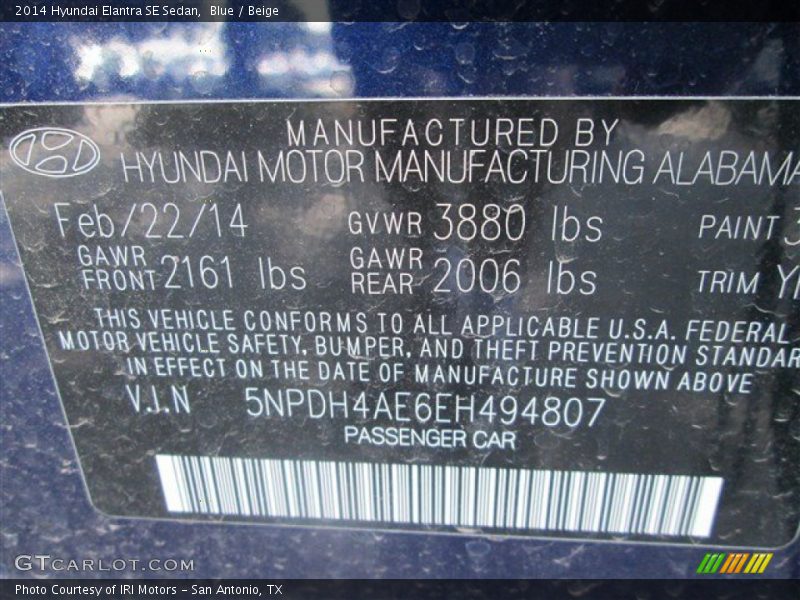 2014 Hyundai Elantra SE Sedan,  Blue / Beige
MANUFACTURED BY
HYUNDAI MOTOR MANUFACTURING ALABAMA
Feb/22/14 GVWR 3880 lbs PAINT
GAWR FRONT 2161 lbs GAWR REAR 2006 lbs TRIM
THIS VEHICLE CONFORMS TO ALL APPLICABLE U.S.A. FEDERAL
MOTOR VEHICLE SAFETY, BUMPER, AND THEFT PREVENTION STANDAR
IN EFFECT ON THE DATE OF MANUFACTURE SHOWN ABOVE
V.I.N 5NPDH4AE6EH494807
PASSENGER CAR
GTCARLOT.COM
Photo Courtesy of IRI Motors – San Antonio, TX